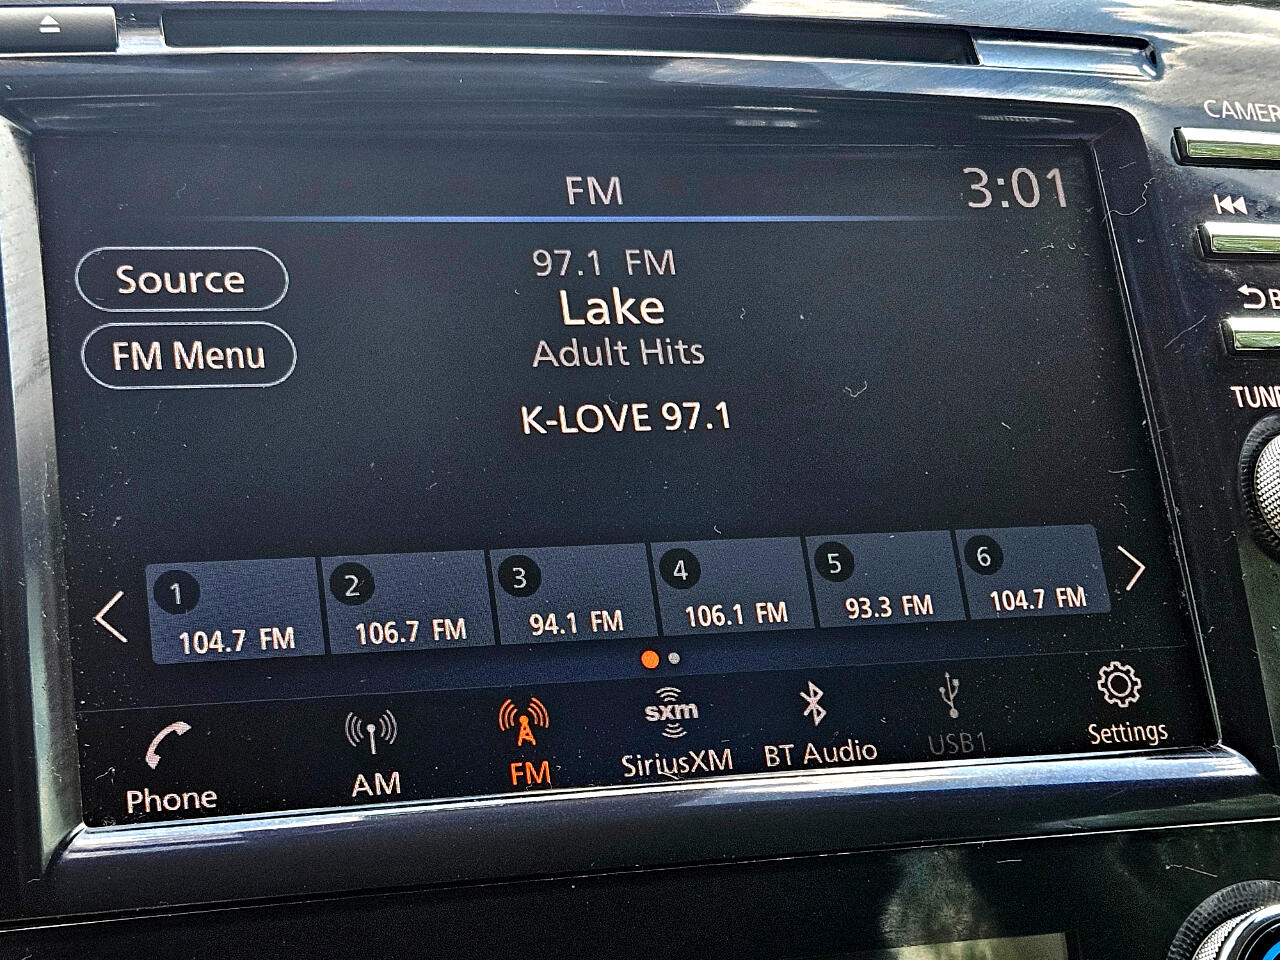 CAMER
FM
3:01
Source
97.1 FM
Lake
FM Menu
Adult Hits
K-LOVE 97.1
TUNE
1
104.7 FM
2
106.7 FM
3
94.1 FM
4
106.1 FM
5
93.3 FM
6
104.7 FM
Phone
AM
FM
sxm
SiriusXM
BT Audio
USB1
Settings